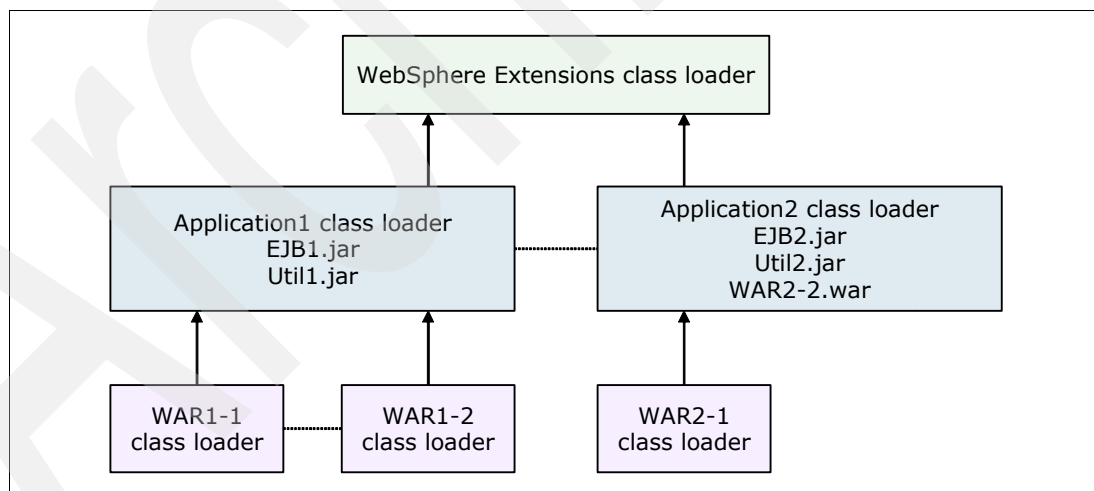 WebSphere Extensions class loader
Application1 class loader
EJB1.jar
Util1.jar
Application2 class loader
EJB2.jar
Util2.jar
WAR2-2.war
WAR1-1
class loader
WAR1-2
class loader
WAR2-1
class loader